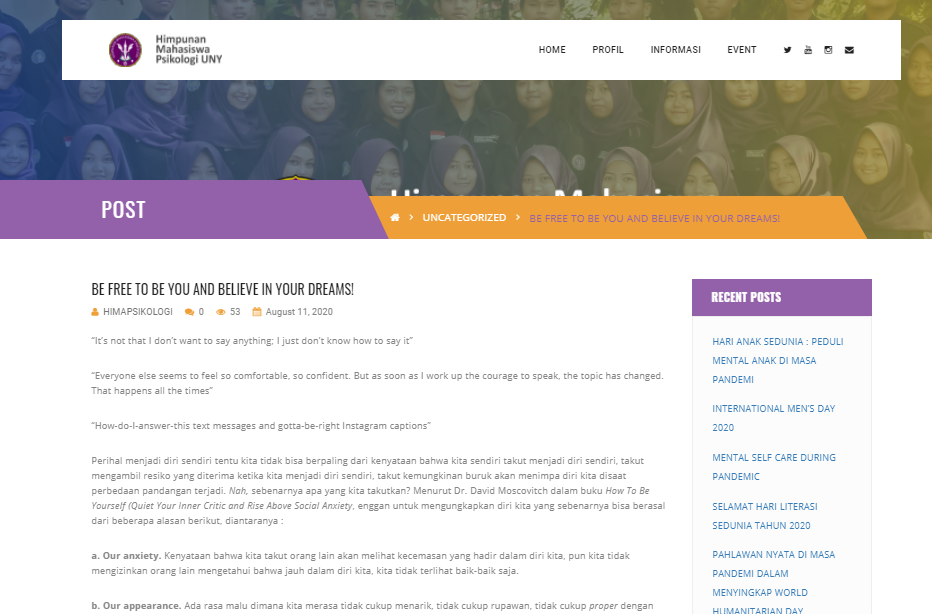 Himpunan
Mahasiswa
Psikologi UNY
HOME PROFIL INFORMASI EVENT
POST
UNCATEGORIZED BE FREE TO BE YOU AND BELIEVE IN YOUR DREAMS!
BE FREE TO BE YOU AND BELIEVE IN YOUR DREAMS!
HIMAPSIKOLOGI 0 53 August 11, 2020
“It’s not that I don’t want to say anything; I just don’t know how to say it”
“Everyone else seems to feel so comfortable, so confident. But as soon as I work up the courage to speak, the topic has changed.
That happens all the times”
“How-do-I-answer-this text messages and gotta-be-right Instagram captions”
Perihal menjadi diri sendiri tentu kita tidak bisa berpaling dari kenyataan bahwa kita sendiri takut menjadi diri sendiri, takut
mengambil resiko yang diterima ketika kita menjadi diri sendiri, takut kemungkinan buruk akan menimpa diri kita disaat
perbedaan pandangan terjadi. Nah, sebenarnya apa yang kita takutkan? Menurut Dr. David Moscovitch dalam buku How To Be
Yourself (Quiet Your Inner Critic and Rise Above Social Anxiety, enggan untuk mengungkapkan diri kita yang sebenarnya bisa berasal
dari beberapa alasan berikut, diantaranya :
a. Our anxiety. Kenyataan bahwa kita takut orang lain akan melihat kecemasan yang hadir dalam diri kita, pun kita tidak
mengizinkan orang lain mengetahui bahwa jauh dalam diri kita, kita tidak terlihat baik-baik saja.
b. Our appearance. Ada rasa malu dimana kita merasa tidak cukup menarik, tidak cukup rupawan, tidak cukup proper dengan
RECENT POSTS
HARI ANAK SEDUNIA : PEDULI
MENTAL ANAK DI MASA
PANDEMI
INTERNATIONAL MEN’S DAY
2020
MENTAL SELF CARE DURING
PANDEMIC
SELAMAT HARI LITERASI
SEDUNIA TAHUN 2020
PAHLAWAN NYATA DI MASA
PANDEMI DALAM
MENYINGKAP WORLD
HUMANITARIAN DAY